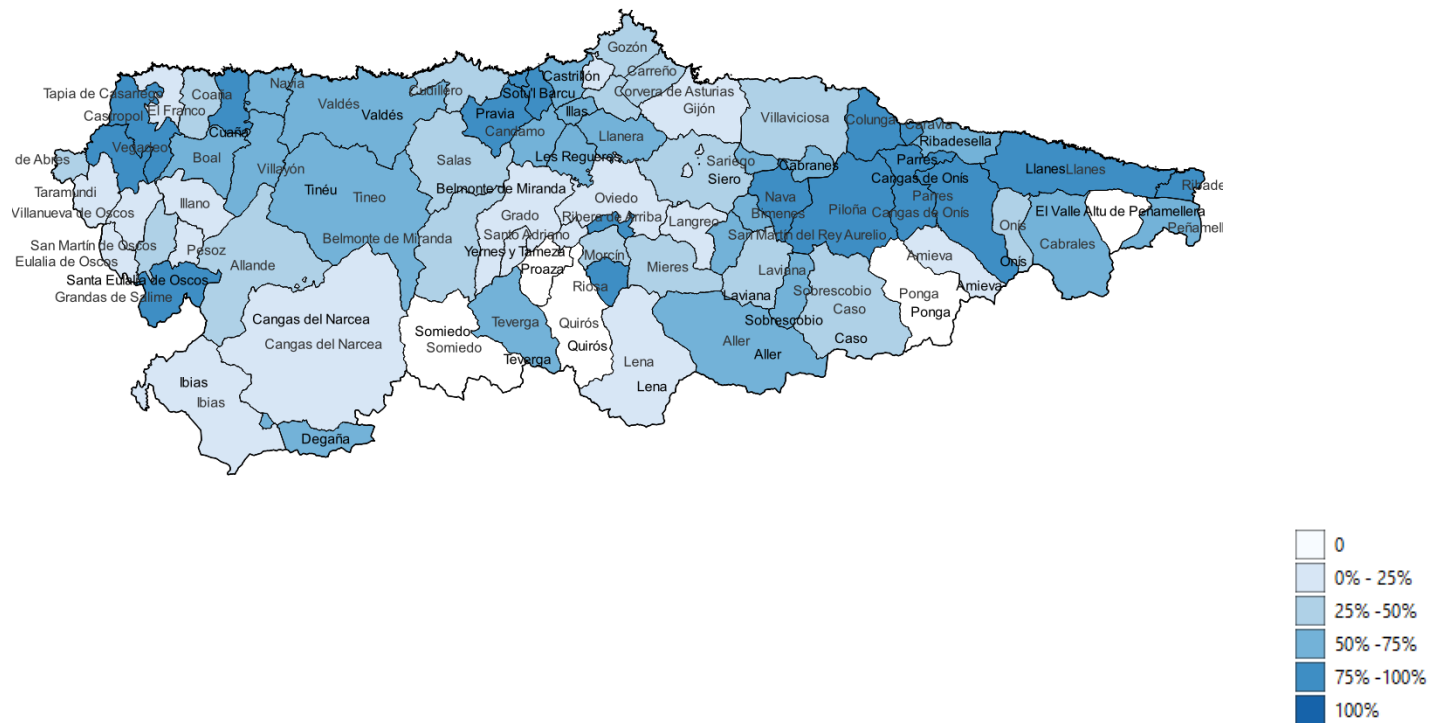 Gozón
Carreño
Castrillón
Navia
Cudillero
Tapia de Casariego
Coaña
Sotu'l Barcu
Corvera de Asturias
Valdés
Gijón
El Franco
Valdés
Pravia
Illas
Castropol
Villaviciosa
Colunga
Caravia
Cuaña
Candamo
Llanera
Ribadesella
Vegadeo
Boal
Les Regueres
Sariego
Cabranes
Parres
de Abres
Salas
Villayón
Siero
Cangas de Onís
Llanes
Llanes
Tinéu
Belmonte de Miranda
Ribade
Taramundi
Tineo
Oviedo
Nava
Parres
Illano
Villanueva de Oscos
Grado
Ribera de Arriba
Langreo
Bimenes
Piloña
Cangas de Onís
El Valle Altu de Peñamellera
Onís
Peñamell
Santo Adriano
San Martín del Rey Aurelio
Belmonte de Miranda
San Martín de Oscos
Pesoz
Cabrales
Yernes y Tameza
Morcín
Amieva
Eulalia de Oscos
Allande
Proaza
Mieres
Laviana
Onís
Santa Eulalia de Oscos
Riosa
Sobrescobio
Amieva
Grandas de Salime
Laviana
Ponga
Caso
Ponga
Cangas del Narcea
Teverga
Quirós
Sobrescobio
Somiedo
Cangas del Narcea
Somiedo
Quirós
Aller
Caso
Teverga
Lena
Aller
Ibias
Lena
Ibias
Degaña
0
0% - 25%
25% -50%
50% -75%
75% -100%
100%